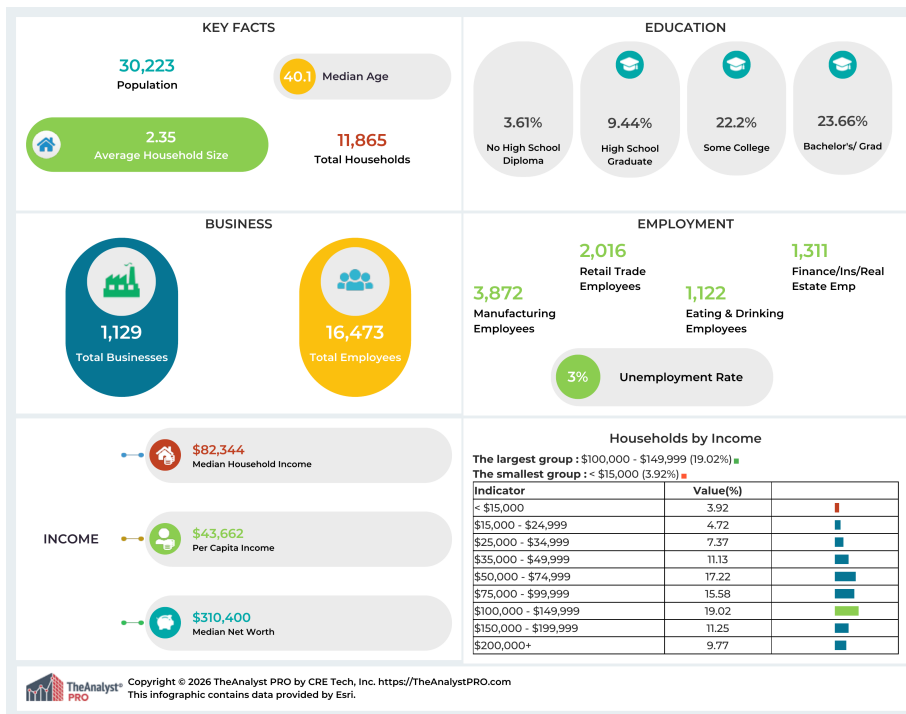 KEY FACTS
30,223
Population
40.1 Median Age
2.35
Average Household Size
11,865
Total Households
EDUCATION
3.61%
No High School
Diploma
9.44%
High School
Graduate
22.2%
Some College
23.66%
Bachelor's/ Grad
BUSINESS
1,129
Total Businesses
16,473
Total Employees
EMPLOYMENT
3,872
Manufacturing
Employees
2,016
Retail Trade
Employees
1,122
Eating & Drinking
Employees
1,311
Finance/Ins/Real
Estate Emp
3% Unemployment Rate
INCOME
$82,344
Median Household Income
$43,662
Per Capita Income
$310,400
Median Net Worth
Households by Income
The largest group : $100,000 - $149,999 (19.02%)
The smallest group : < $15,000 (3.92%)
Indicator Value(%)
< $15,000 3.92
$15,000 - $24,999 4.72
$25,000 - $34,999 7.37
$35,000 - $49,999 11.13
$50,000 - $74,999 17.22
$75,000 - $99,999 15.58
$100,000 - $149,999 19.02
$150,000 - $199,999 11.25
$200,000+ 9.77
TheAnalyst®
PRO
Copyright © 2026 TheAnalyst PRO by CRE Tech, Inc. https://TheAnalystPRO.com
This infographic contains data provided by Esri.